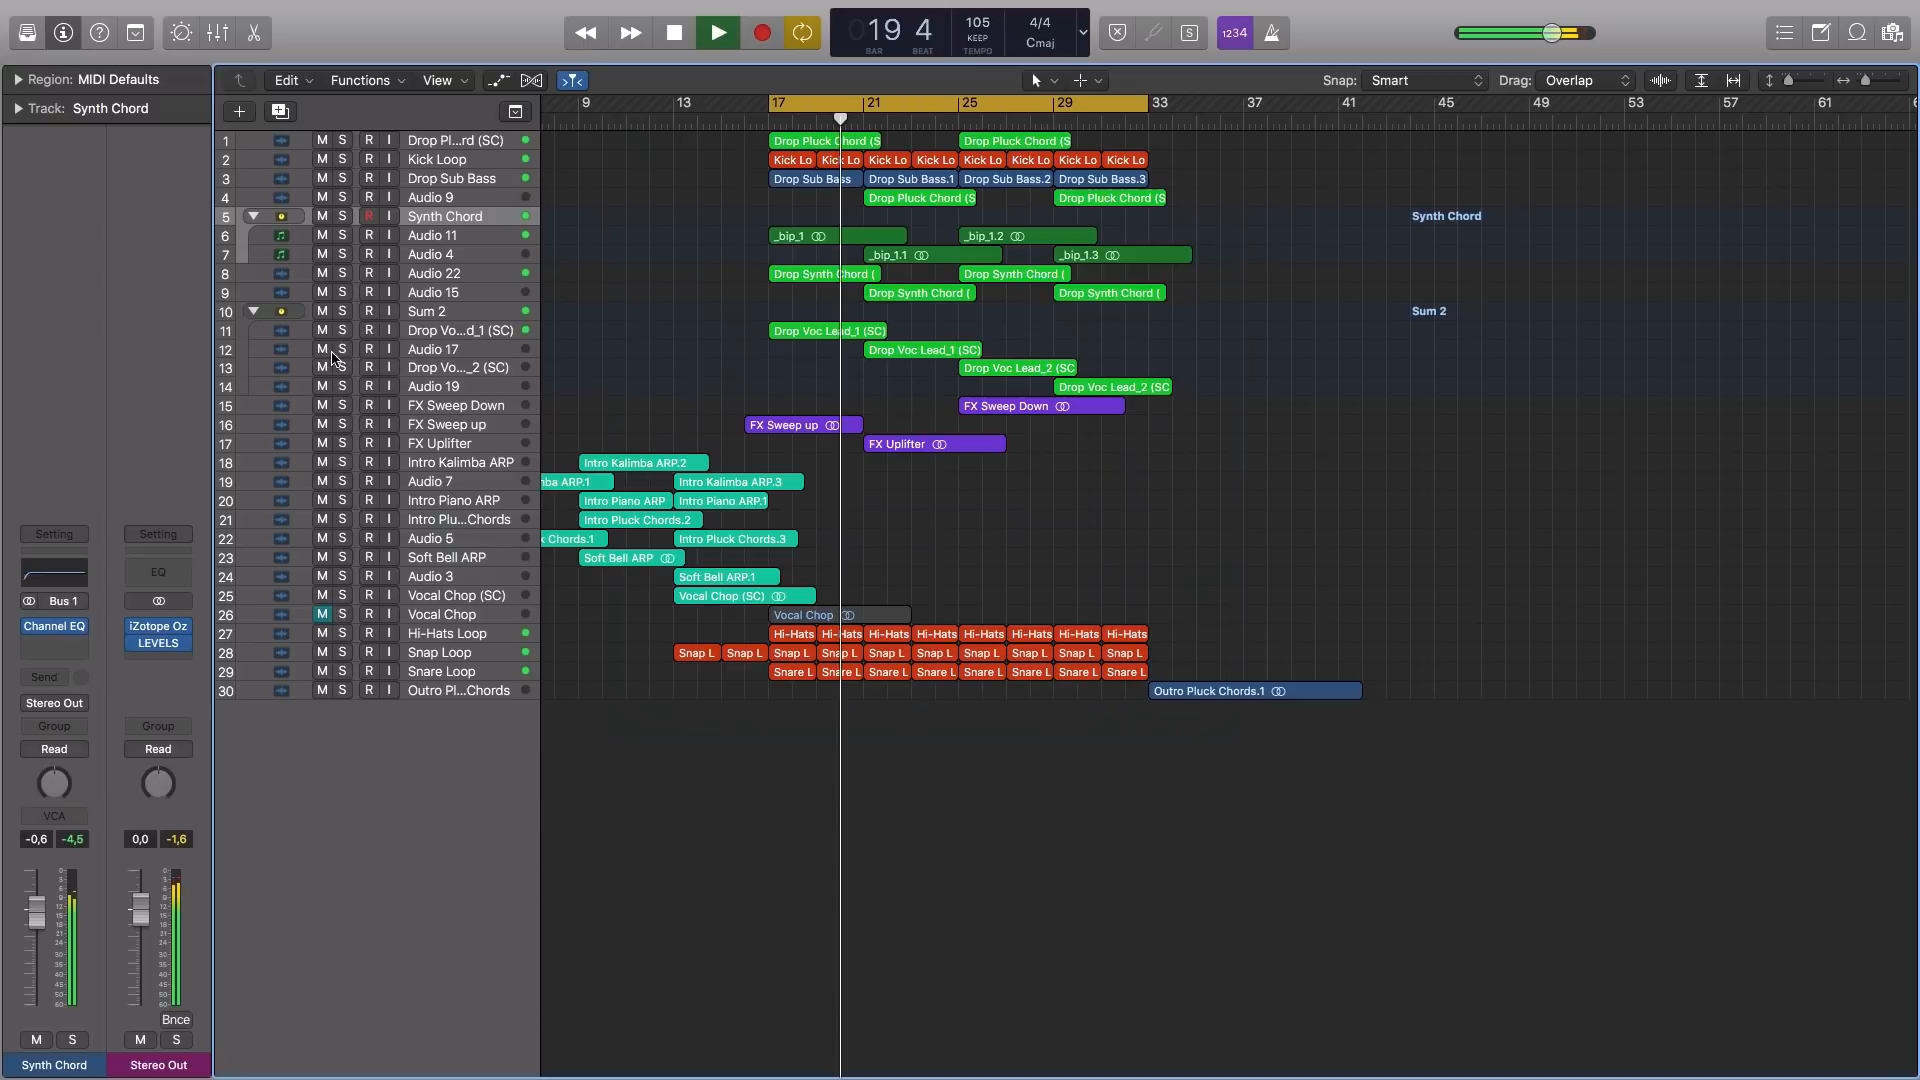 019 4
BAR BEAT
105
KEEP
TEMPO
4/4
Cmaj
S
1234
Region: MIDI Defaults
Track: Synth Chord
Edit Functions View
Snap: Smart
Drag: Overlap
9 13 17 21 25 29 33 37 41 45 49 53 57 61
1 M S R I Drop Pl...rd (SC) Drop Pluck Chord (S Drop Pluck Chord (S
2 M S R I Kick Loop Kick Lo Kick Lo Kick Lo Kick Lo Kick Lo Kick Lo Kick Lo Kick Lo
3 M S R I Drop Sub Bass Drop Sub Bass Drop Sub Bass.1 Drop Sub Bass.2 Drop Sub Bass.3
4 M S R I Audio 9 Drop Pluck Chord (S Drop Pluck Chord (S
5 M S R I Synth Chord Synth Chord
6 M S R I Audio 11 _bip_1 _bip_1.2
7 M S R I Audio 4 _bip_1.1 _bip_1.3
8 M S R I Audio 22 Drop Synth Chord ( Drop Synth Chord (
9 M S R I Audio 15 Drop Synth Chord ( Drop Synth Chord (
10 M S R I Sum 2 Sum 2
11 M S R I Drop Vo...d_1 (SC) Drop Voc Lead_1 (SC)
12 M S R I Audio 17 Drop Voc Lead_1 (SC)
13 M S R I Drop Vo..._2 (SC) Drop Voc Lead_2 (SC
14 M S R I Audio 19 Drop Voc Lead_2 (SC
15 M S R I FX Sweep Down FX Sweep Down
16 M S R I FX Sweep up FX Sweep up
17 M S R I FX Uplifter FX Uplifter
18 M S R I Intro Kalimba ARP Intro Kalimba ARP.2
19 M S R I Audio 7 nba ARP.1 Intro Kalimba ARP.3
20 M S R I Intro Piano ARP Intro Piano ARP Intro Piano ARP.1
21 M S R I Intro Plu...Chords Intro Pluck Chords.2
22 M S R I Audio 5 k Chords.1 Intro Pluck Chords.3
23 M S R I Soft Bell ARP Soft Bell ARP
24 M S R I Audio 3 Soft Bell ARP.1
25 M S R I Vocal Chop (SC) Vocal Chop (SC)
26 M S R I Vocal Chop Vocal Chop
27 M S R I Hi-Hats Loop Hi-Hats Hi-Hats Hi-Hats Hi-Hats Hi-Hats Hi-Hats Hi-Hats Hi-Hats
28 M S R I Snap Loop Snap L Snap L Snap L Snap L Snap L Snap L Snap L Snap L Snap L Snap L
29 M S R I Snare Loop Snare L Snare L Snare L Snare L Snare L Snare L Snare L Snare L
30 M S R I Outro Pl...Chords Outro Pluck Chords.1
Setting Setting
EQ
Bus 1
Channel EQ iZotope Oz
LEVELS
Send
Stereo Out
Group Group
Read Read
VCA
-0,6 -4,5 0,0 -1,6
Bnce
M S M S
Synth Chord Stereo Out